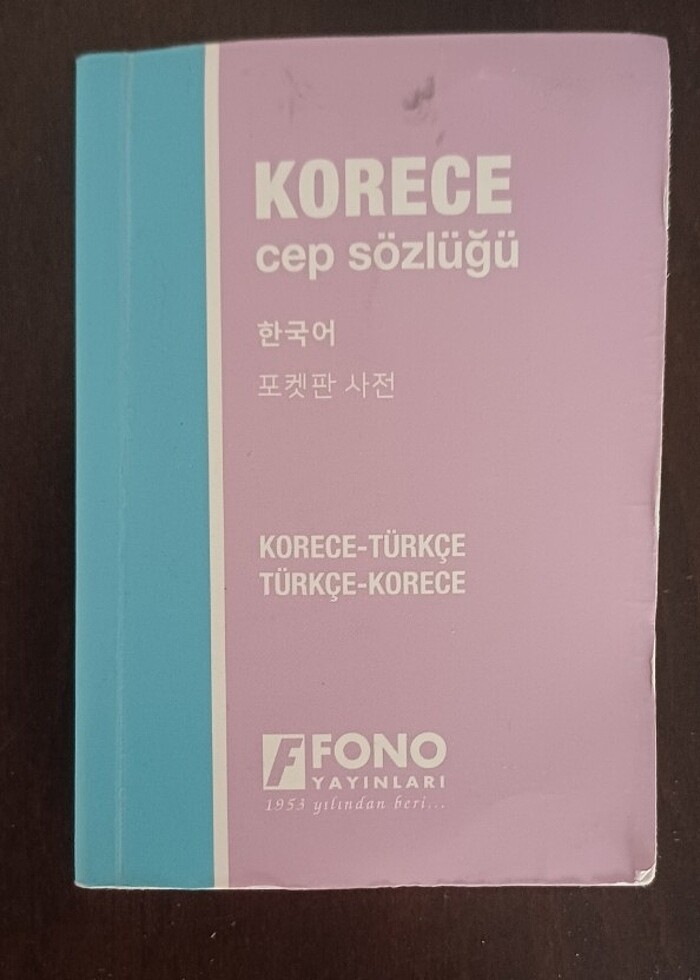 KORECE
cep sözlüğü
한국어
포켓판 사전
KORECE-TÜRKÇE
TÜRKÇE-KORECE
F FONO
YAYINLARI
1953 yılından beri...